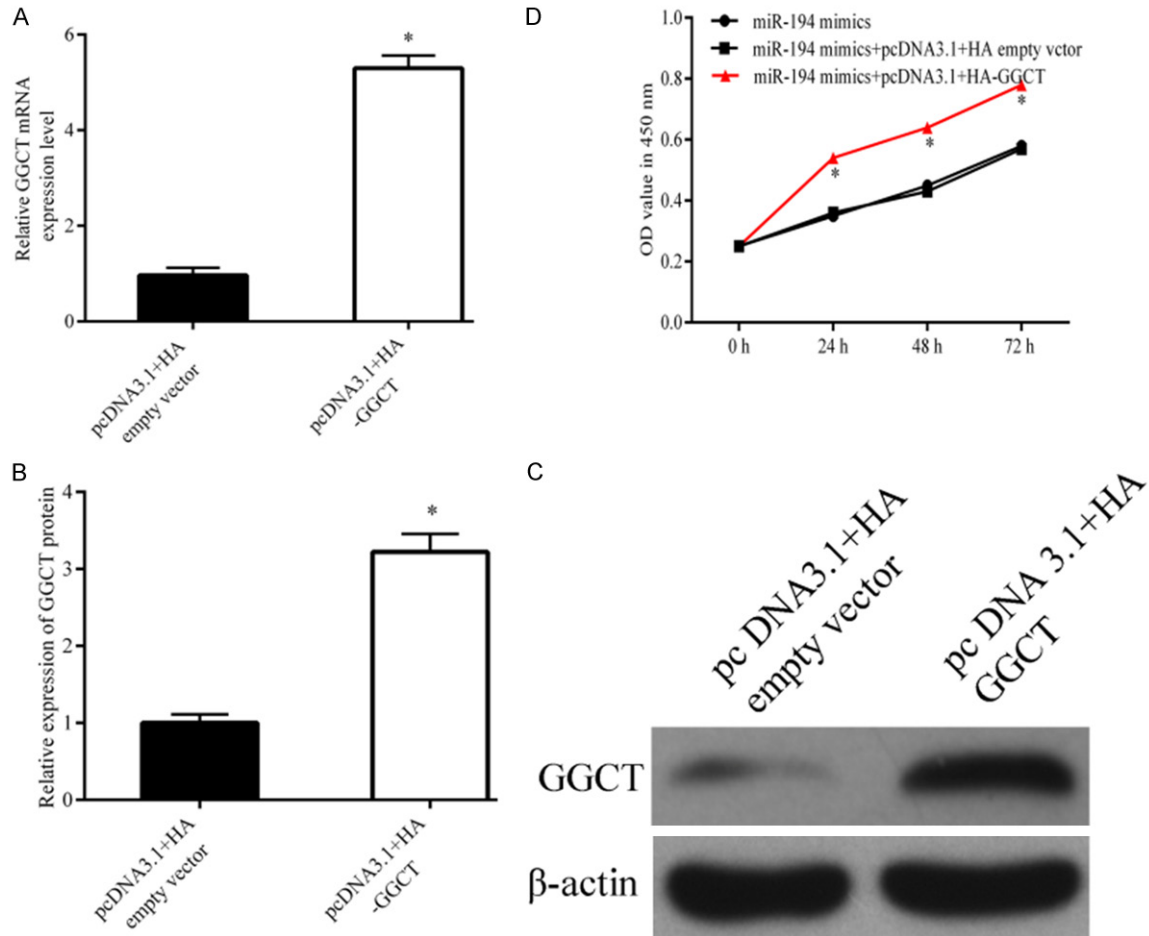 A
Relative GGCT mRNA
expression level
6
4
2
0
*
pcDNA3.1+HA
empty vector
pcDNA3.1+HA
-GGCT
D
OD value in 450 nm
1.0
0.8
0.6
0.4
0.2
0.0
miR-194 mimics
miR-194 mimics+pcDNA3.1+HA empty vctor
miR-194 mimics+pcDNA3.1+HA-GGCT
*
*
*
0 h
24 h
48 h
72 h
B
Relative expression of GGCT protein
4
3
2
1
0
*
pcDNA3.1+HA
empty vector
pcDNA3.1+HA
-GGCT
C
pc DNA3.1+HA
empty vector
pc DNA 3.1+HA
GGCT
GGCT
β-actin